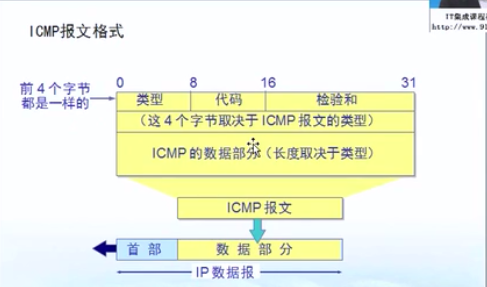 IT集成课程
http://www.9
ICMP报文格式
前4个字节
都是一样的
0 8 16 31
类型 代码 检验和
(这4个字节取决于ICMP报文的类型)
ICMP的数据部分(长度取决于类型)
ICMP报文
首部 数据部分
IP数据报